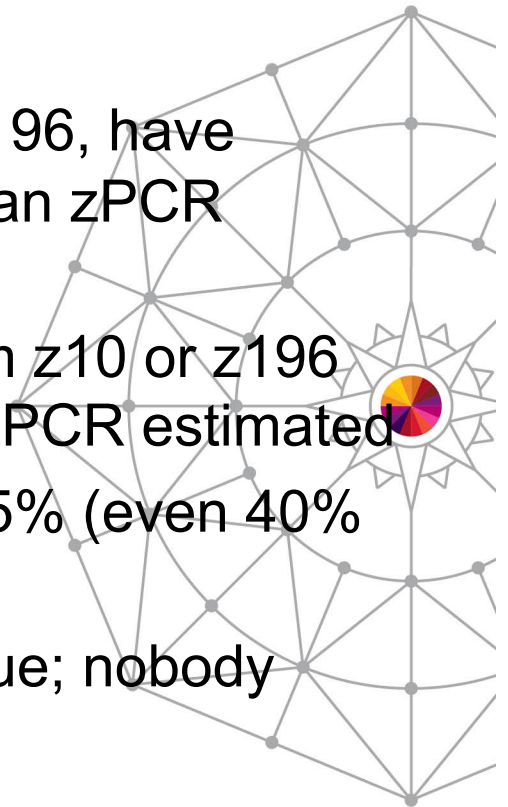 96, have
an zPCR
n z10 or z196
PCR estimated
5% (even 40%
ue; nobody